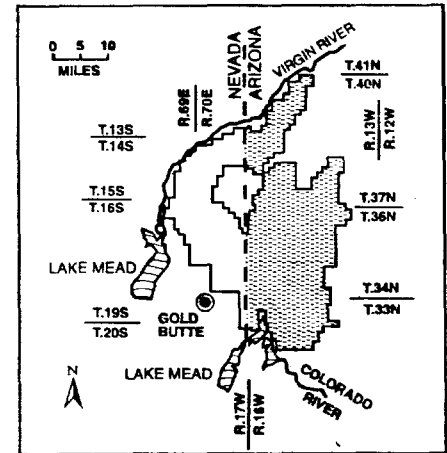 0 5 10
MILES
NEVADA
ARIZONA
VIRGIN RIVER
T.41N
T.40N
R.69E
R.70E
R.13W
R.12W
T.13S
T.14S
T.15S
T.16S
T.37N
T.36N
LAKE MEAD
T.34N
T.33N
T.19S
T.20S
GOLD
BUTTE
N
LAKE MEAD
COLORADO
RIVER
R.17W
R.16W